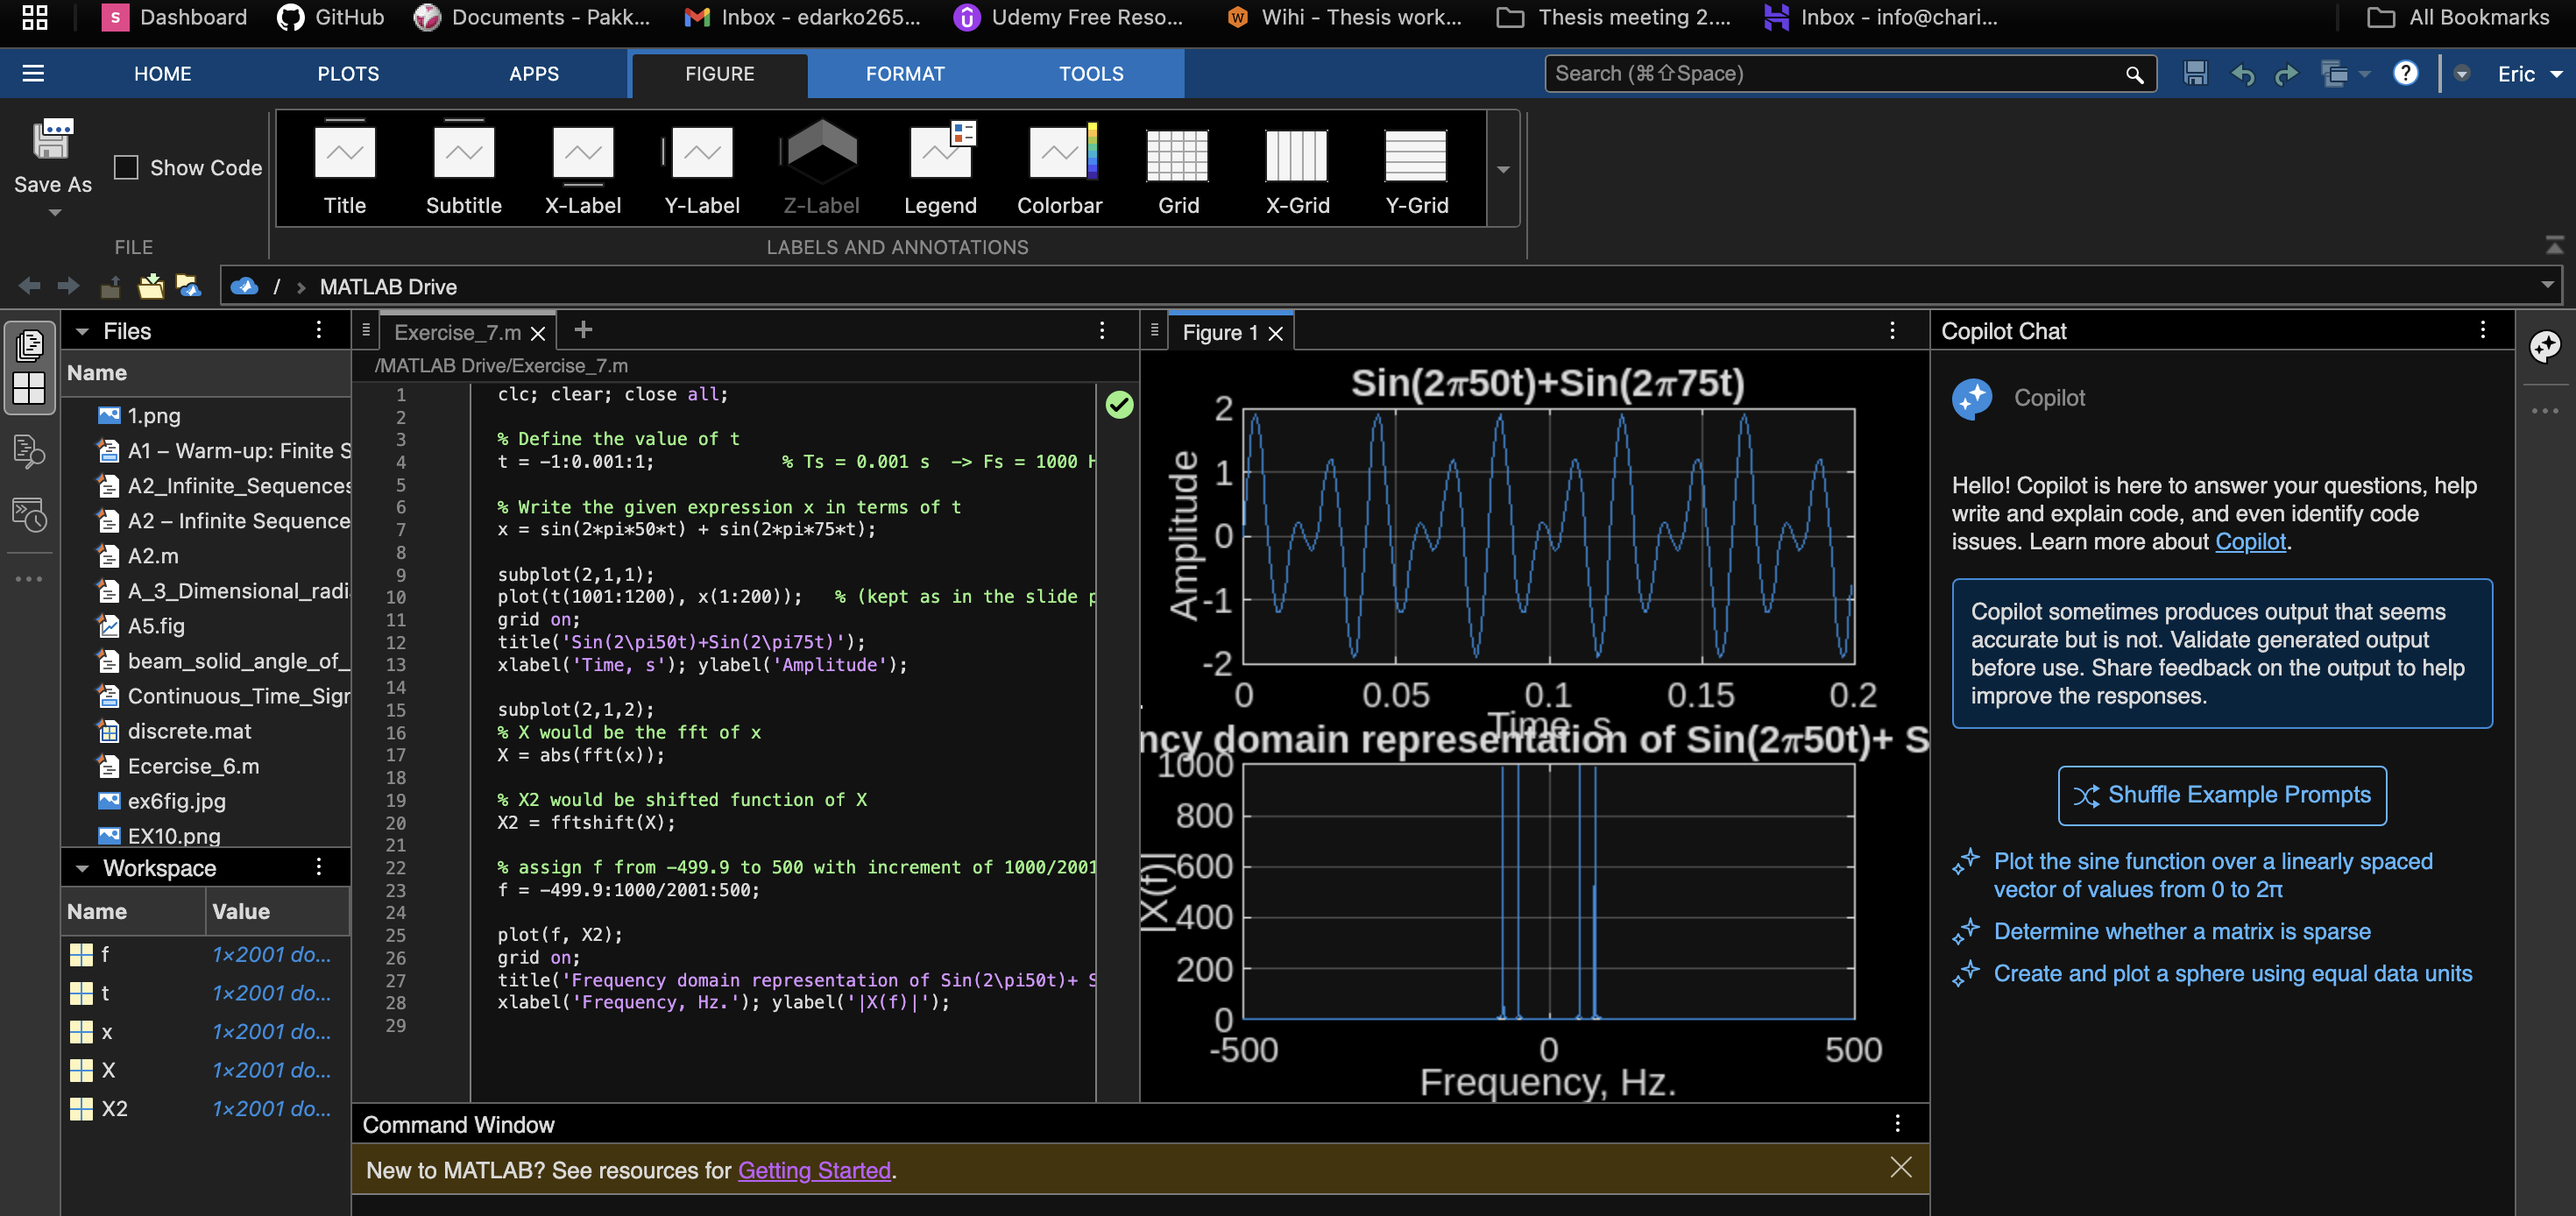 Dashboard
GitHub
Documents - Pakk...
Inbox - edarko265...
Udemy Free Reso...
Wihi - Thesis work...
Thesis meeting 2....
Inbox - info@chari...
All Bookmarks
HOME
PLOTS
APPS
FIGURE
FORMAT
TOOLS
Search (⌘⇧Space)
Eric
Save As
Show Code
Title
Subtitle
X-Label
Y-Label
Z-Label
Legend
Colorbar
Grid
X-Grid
Y-Grid
FILE
LABELS AND ANNOTATIONS
/ › MATLAB Drive
Files
Name
1.png
A1 – Warm-up: Finite S
A2_Infinite_Sequences
A2 – Infinite Sequence
A2.m
A_3_Dimensional_radi
A5.fig
beam_solid_angle_of_
Continuous_Time_Sigr
discrete.mat
Ecercise_6.m
ex6fig.jpg
EX10.png
Workspace
Name Value
f 1×2001 do...
t 1×2001 do...
x 1×2001 do...
X 1×2001 do...
X2 1×2001 do...
Exercise_7.m
/MATLAB Drive/Exercise_7.m
1 clc; clear; close all;
2
3 % Define the value of t
4 t = -1:0.001:1; % Ts = 0.001 s -> Fs = 1000 H
5
6 % Write the given expression x in terms of t
7 x = sin(2*pi*50*t) + sin(2*pi*75*t);
8
9 subplot(2,1,1);
10 plot(t(1001:1200), x(1:200)); % (kept as in the slide p
11 grid on;
12 title('Sin(2\pi50t)+Sin(2\pi75t)');
13 xlabel('Time, s'); ylabel('Amplitude');
14
15 subplot(2,1,2);
16 % X would be the fft of x
17 X = abs(fft(x));
18
19 % X2 would be shifted function of X
20 X2 = fftshift(X);
21
22 % assign f from -499.9 to 500 with increment of 1000/2001
23 f = -499.9:1000/2001:500;
24
25 plot(f, X2);
26 grid on;
27 title('Frequency domain representation of Sin(2\pi50t)+ S
28 xlabel('Frequency, Hz.'); ylabel('|X(f)|');
29
Figure 1
Sin(2π50t)+Sin(2π75t)
Amplitude
2
1
0
-1
-2
0 0.05 0.1 0.15 0.2
Time, s
ncy domain representation of Sin(2π50t)+ S
|X(f)|
1000
800
600
400
200
0
-500 0 500
Frequency, Hz.
Command Window
New to MATLAB? See resources for Getting Started.
Copilot Chat
Copilot
Hello! Copilot is here to answer your questions, help
write and explain code, and even identify code
issues. Learn more about Copilot.
Copilot sometimes produces output that seems
accurate but is not. Validate generated output
before use. Share feedback on the output to help
improve the responses.
Shuffle Example Prompts
Plot the sine function over a linearly spaced
vector of values from 0 to 2π
Determine whether a matrix is sparse
Create and plot a sphere using equal data units